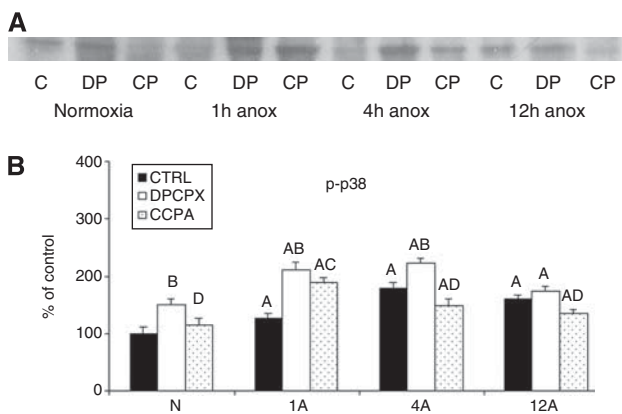 A
C DP CP C DP CP C DP CP C DP CP
Normoxia 1h anox 4h anox 12h anox
B
400
300
200
100
0
% of control
CTRL
DPCPX
CCPA
p-p38
B D A AB AC A AB AD A A AD
N 1A 4A 12A